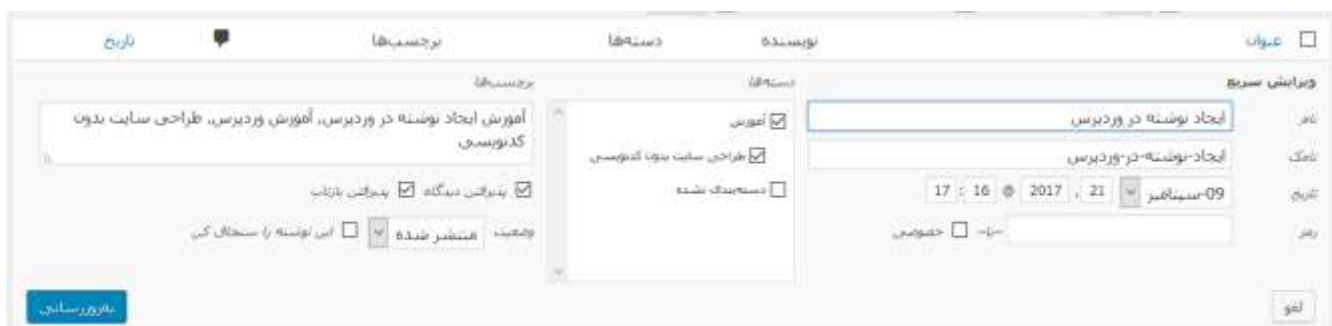 عنوان نویسنده دسته‌ها برچسب‌ها تاریخ
ویرایش سریع دسته‌ها برچسب‌ها
نام ایجاد نوشته در وردپرس
نامک ایجاد-نوشته-در-وردپرس
تاریخ 09-سپتامبر 21 , 2017 @ 16 : 17
رمز –یا– خصوصی
آموزش
طراحی سایت بدون کدنویسی
دسته‌بندی نشده
آموزش ایجاد نوشته در وردپرس, آموزش وردپرس, طراحی سایت بدون
کدنویسی
پذیرفتن دیدگاه پذیرفتن بازتاب
وضعیت منتشر شده این نوشته را سنجاق کن
لغو به‌روزرسانی